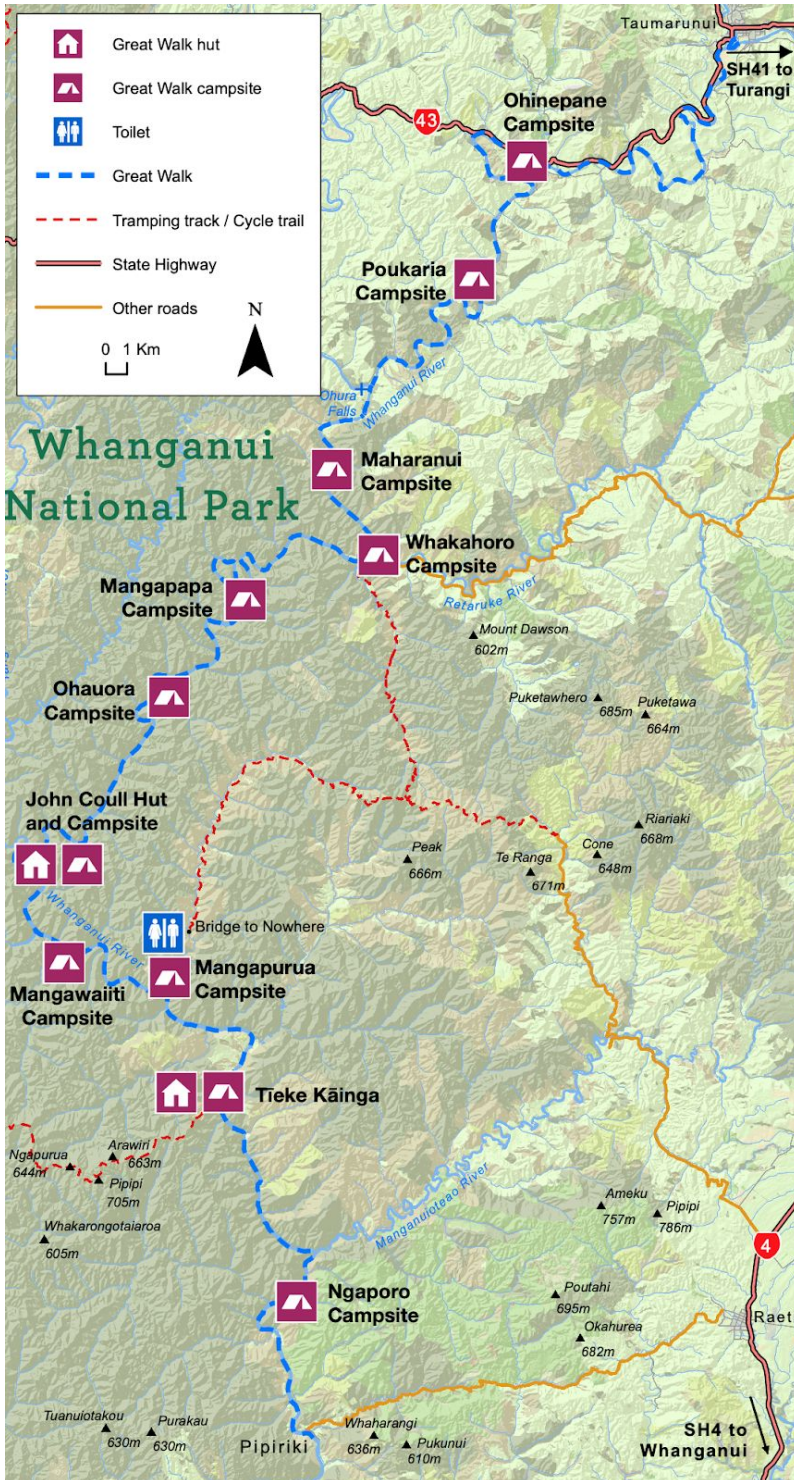 Great Walk hut
Great Walk campsite
Toilet
Great Walk
Tramping track / Cycle trail
State Highway
Other roads
0 1 Km
N
Taumarunui
SH41 to
Turangi
43
Ohinepane
Campsite
Poukaria
Campsite
Ohura
Falls
Whanganui River
Whanganui
National Park
Maharanui
Campsite
Whakahoro
Campsite
Retaruke River
Mangapapa
Campsite
Mount Dawson
602m
Ohauora
Campsite
Puketawhero
685m
Puketawa
664m
John Coull Hut
and Campsite
Peak
666m
Te Ranga
671m
Cone
648m
Riariaki
668m
Whanganui River
Bridge to Nowhere
Mangapurua
Campsite
Mangawaiiti
Campsite
Tīeke Kāinga
Ngapurua
644m
Arawiri
663m
Pipipi
705m
Whakarongotaiaroa
605m
Manganuioteao River
Ameku
757m
Pipipi
786m
4
Ngaporo
Campsite
Poutahi
695m
Okahurea
682m
Raet
Tuanuiotakou
630m
Purakau
630m
Pipiriki
Whaharangi
636m
Pukunui
610m
SH4 to
Whanganui